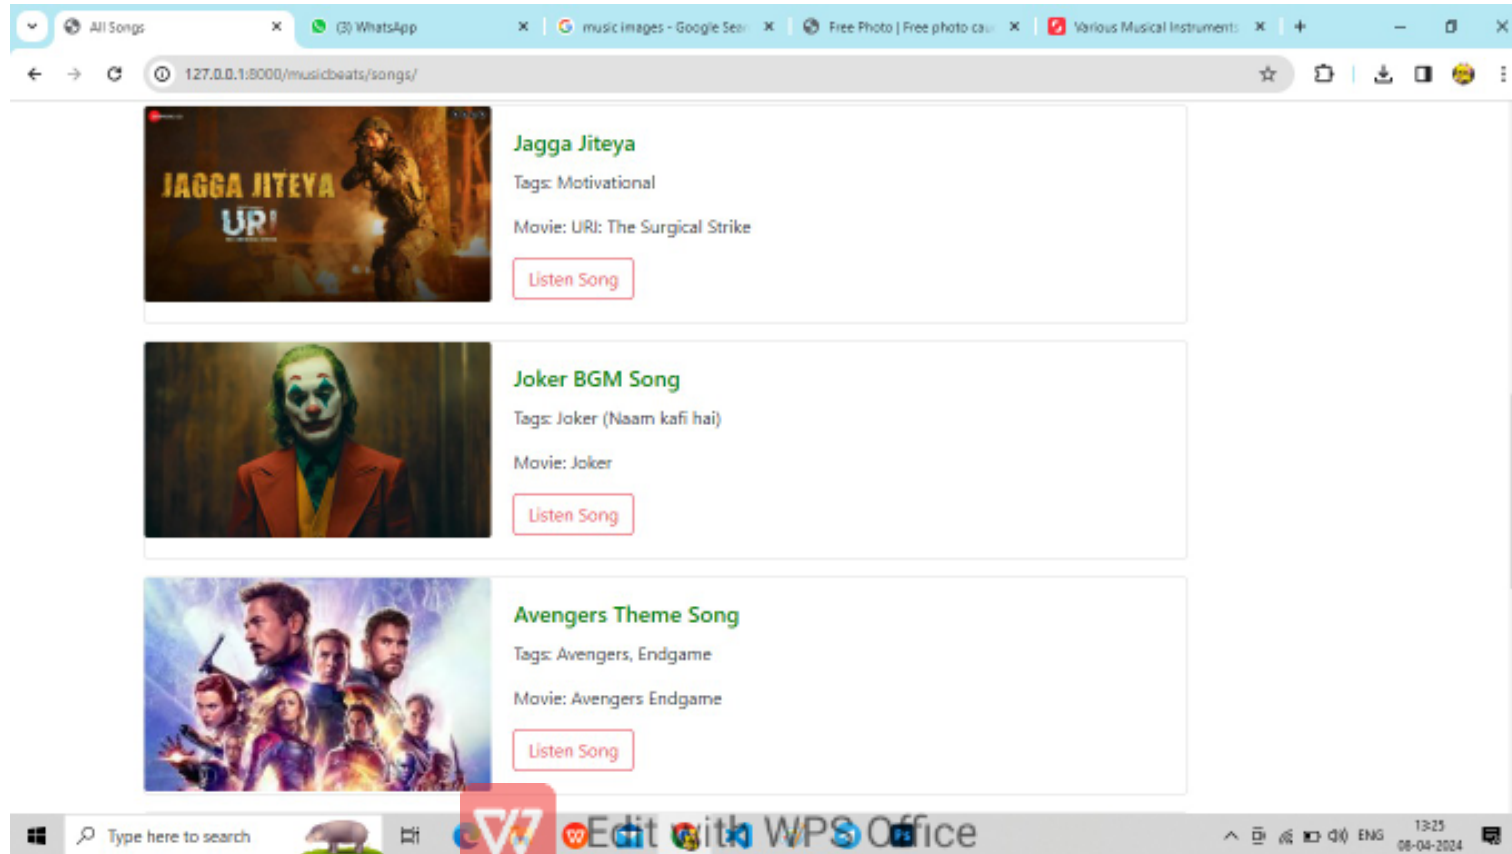 All Songs
(3) WhatsApp
music images - Google Sear
Free Photo | Free photo cau
Various Musical Instruments
127.0.0.1:8000/musicbeats/songs/
JAGGA JITEYA
URI
Jagga Jiteya
Tags: Motivational
Movie: URI: The Surgical Strike
Listen Song
Joker BGM Song
Tags: Joker (Naam kafi hai)
Movie: Joker
Listen Song
Avengers Theme Song
Tags: Avengers, Endgame
Movie: Avengers Endgame
Listen Song
Type here to search
Edit with WPS Office
ENG
13:25
08-04-2024